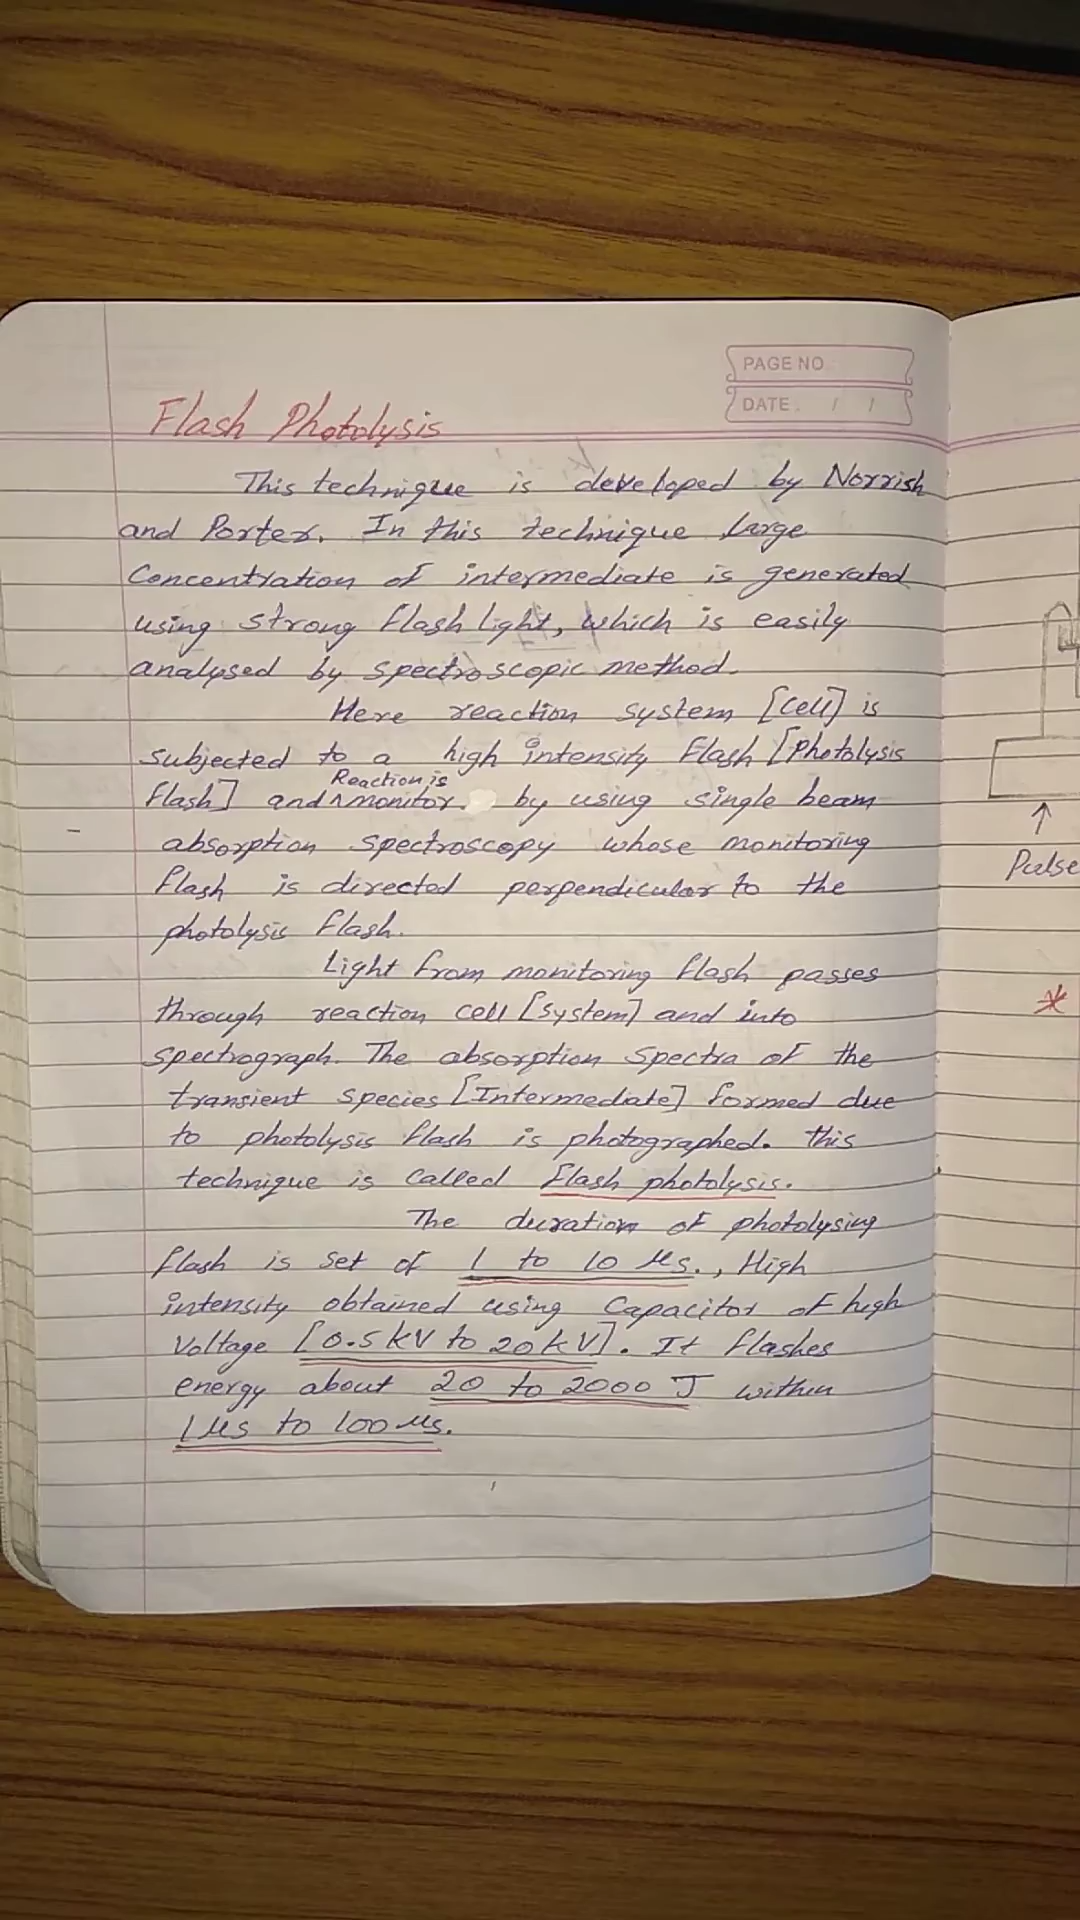 PAGE NO
DATE. / /
Flash Photolysis
This technique is developed by Norrish
and Porter. In this technique large
Concentration of intermediate is generated
using strong flash light, which is easily
analysed by spectroscopic method.
Here reaction system [Cell] is
subjected to a high intensity Flash [Photolysis
Reaction is
flash] and ^ monitor. by using single beam
absorption spectroscopy whose monitoring
flash is directed perpendicular to the
photolysis flash.
Light from monitoring flash passes
through reaction cell [system] and into
spectrograph. The absorption spectra of the
transient species [Intermediate] formed due
to photolysis flash is photographed. This
technique is called flash photolysis.
The duration of photolysing
flash is set of 1 to 10 μs., High
intensity obtained using Capacitor of high
Voltage [0.5 kV to 20 kV]. It flashes
energy about 20 to 2000 J within
1 μs to 100 μs.
Pulse
*